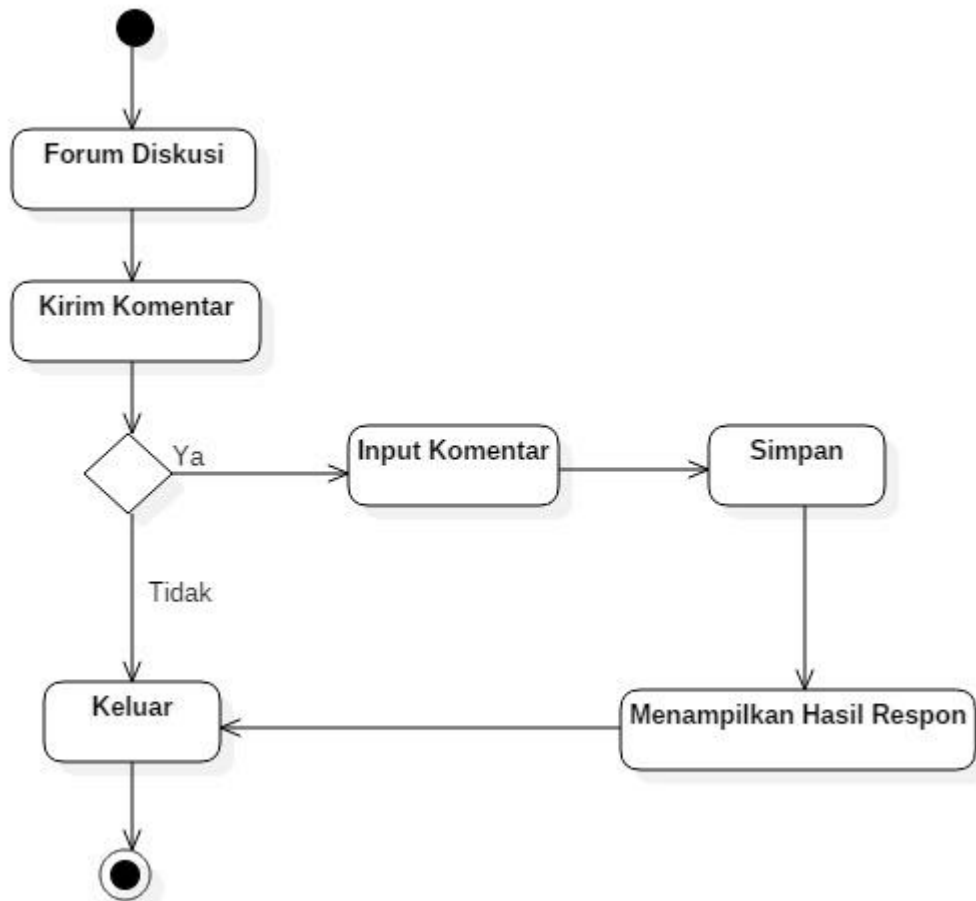 Forum Diskusi
Kirim Komentar
Ya
Input Komentar
Simpan
Tidak
Keluar
Menampilkan Hasil Respon